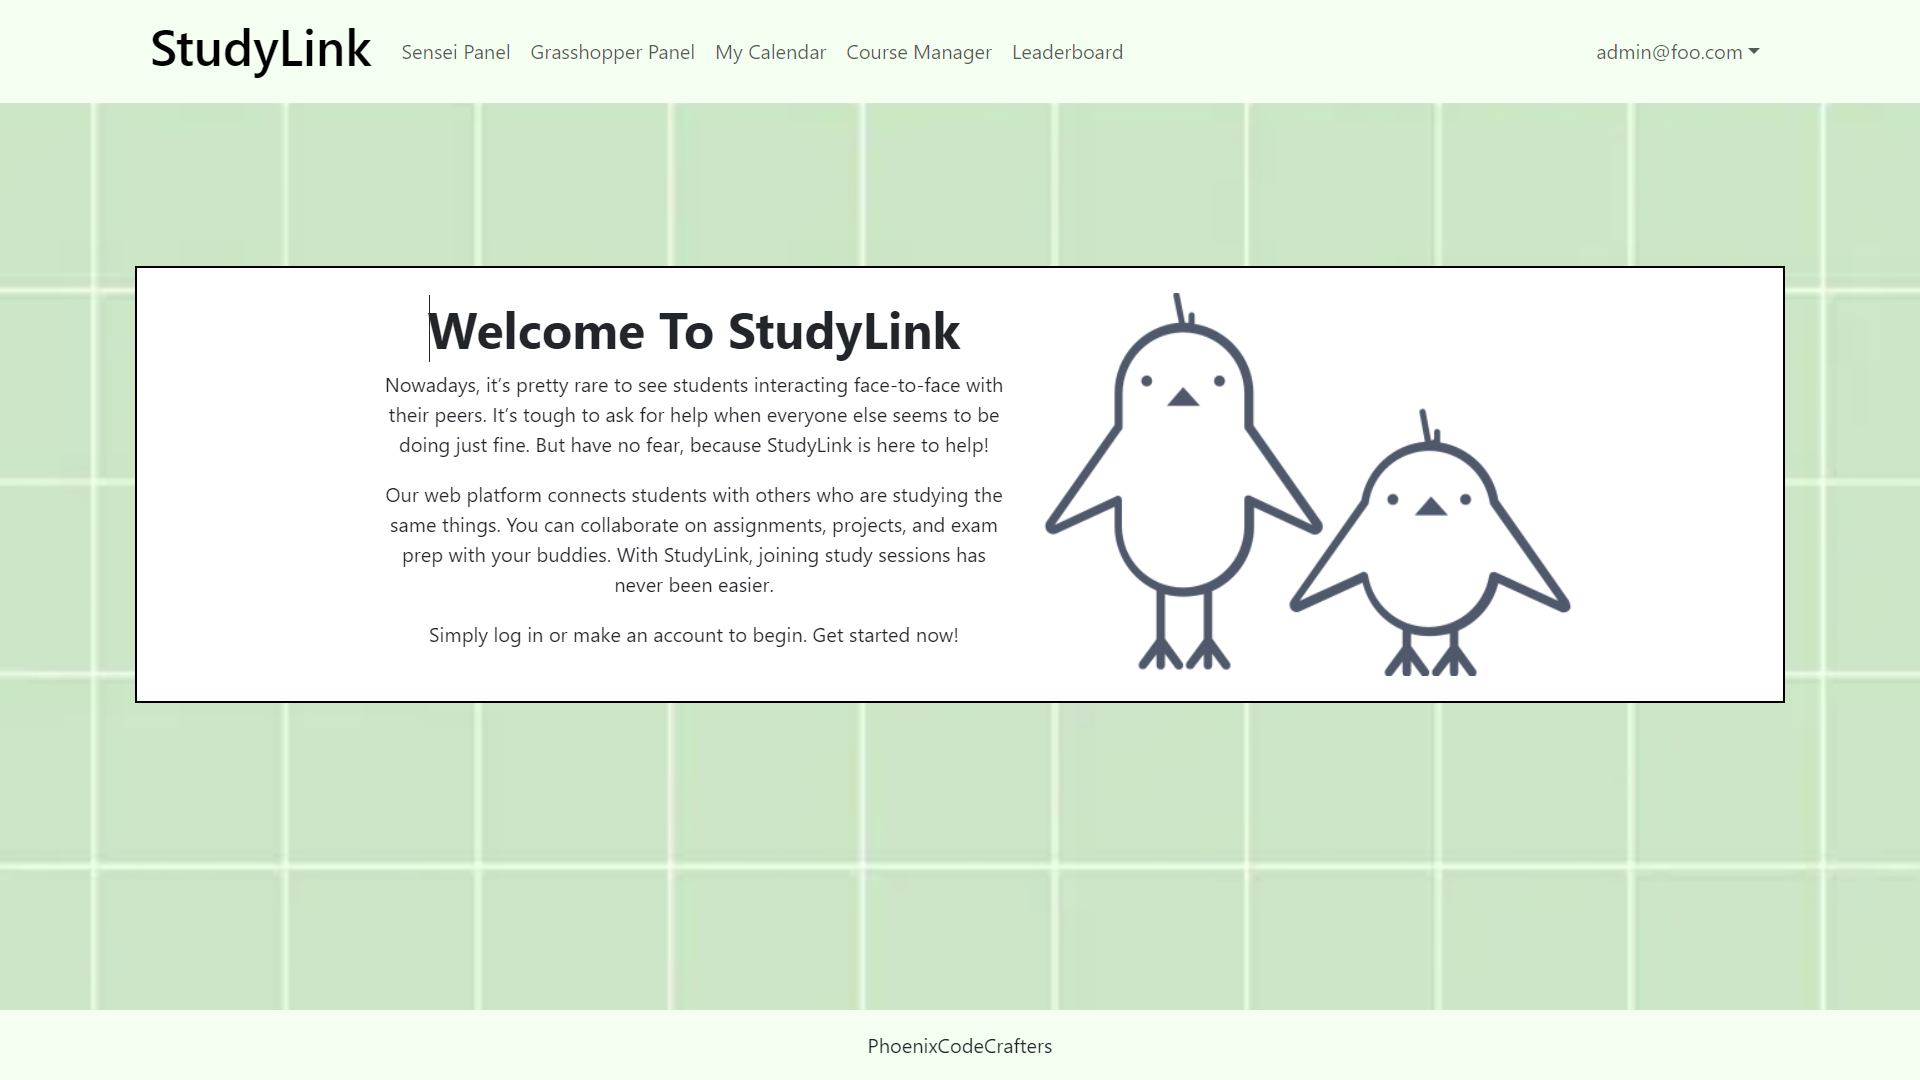 StudyLink
Sensei Panel
Grasshopper Panel
My Calendar
Course Manager
Leaderboard
admin@foo.com
Welcome To StudyLink
Nowadays, it’s pretty rare to see students interacting face-to-face with
their peers. It’s tough to ask for help when everyone else seems to be
doing just fine. But have no fear, because StudyLink is here to help!
Our web platform connects students with others who are studying the
same things. You can collaborate on assignments, projects, and exam
prep with your buddies. With StudyLink, joining study sessions has
never been easier.
Simply log in or make an account to begin. Get started now!
PhoenixCodeCrafters